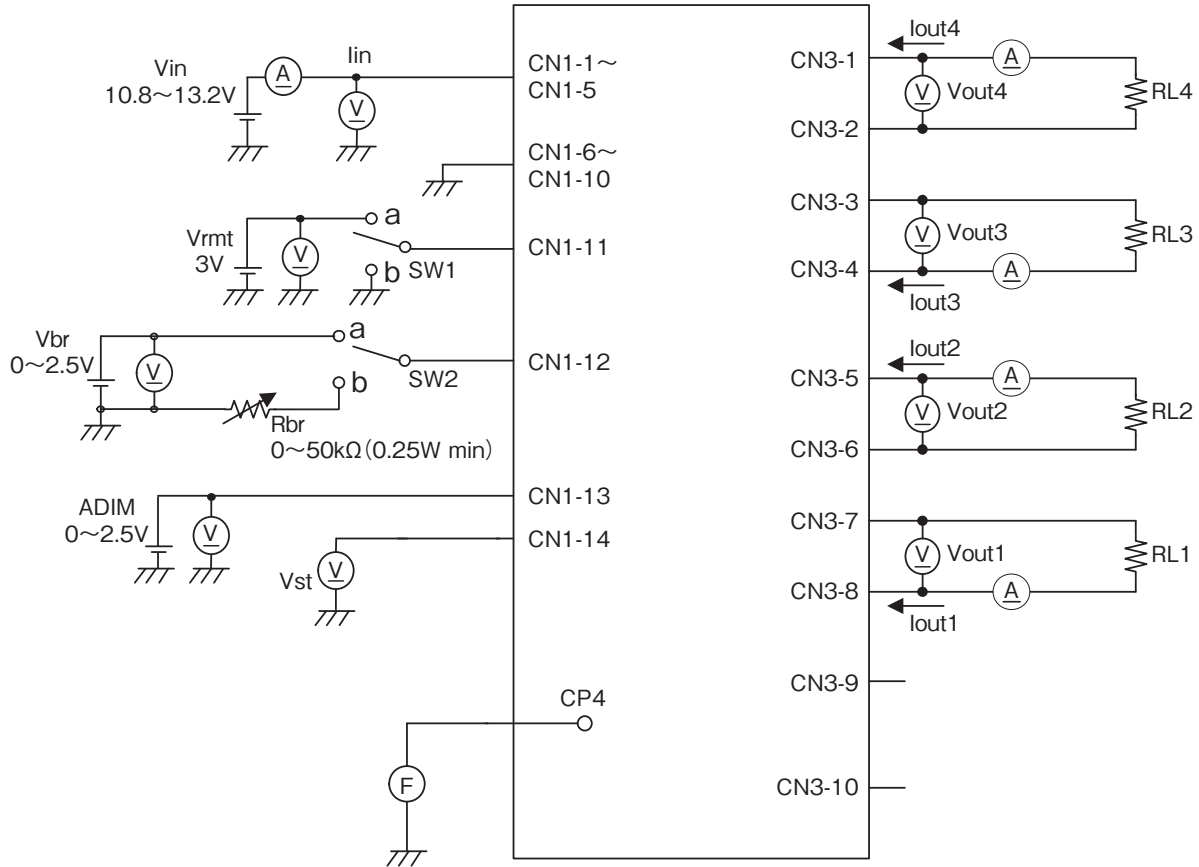 Vin
10.8～13.2V
A
Iin
V
CN1-1～
CN1-5
CN1-6～
CN1-10
Vrmt
3V
V
a
b
SW1
CN1-11
Vbr
0～2.5V
V
a
b
SW2
CN1-12
Rbr
0～50kΩ(0.25W min)
ADIM
0～2.5V
V
CN1-13
CN1-14
Vst
V
CP4
F
Iout4
CN3-1
A
V
Vout4
RL4
CN3-2
CN3-3
V
Vout3
RL3
CN3-4
A
Iout3
Iout2
CN3-5
A
V
Vout2
RL2
CN3-6
CN3-7
V
Vout1
RL1
CN3-8
A
Iout1
CN3-9
CN3-10